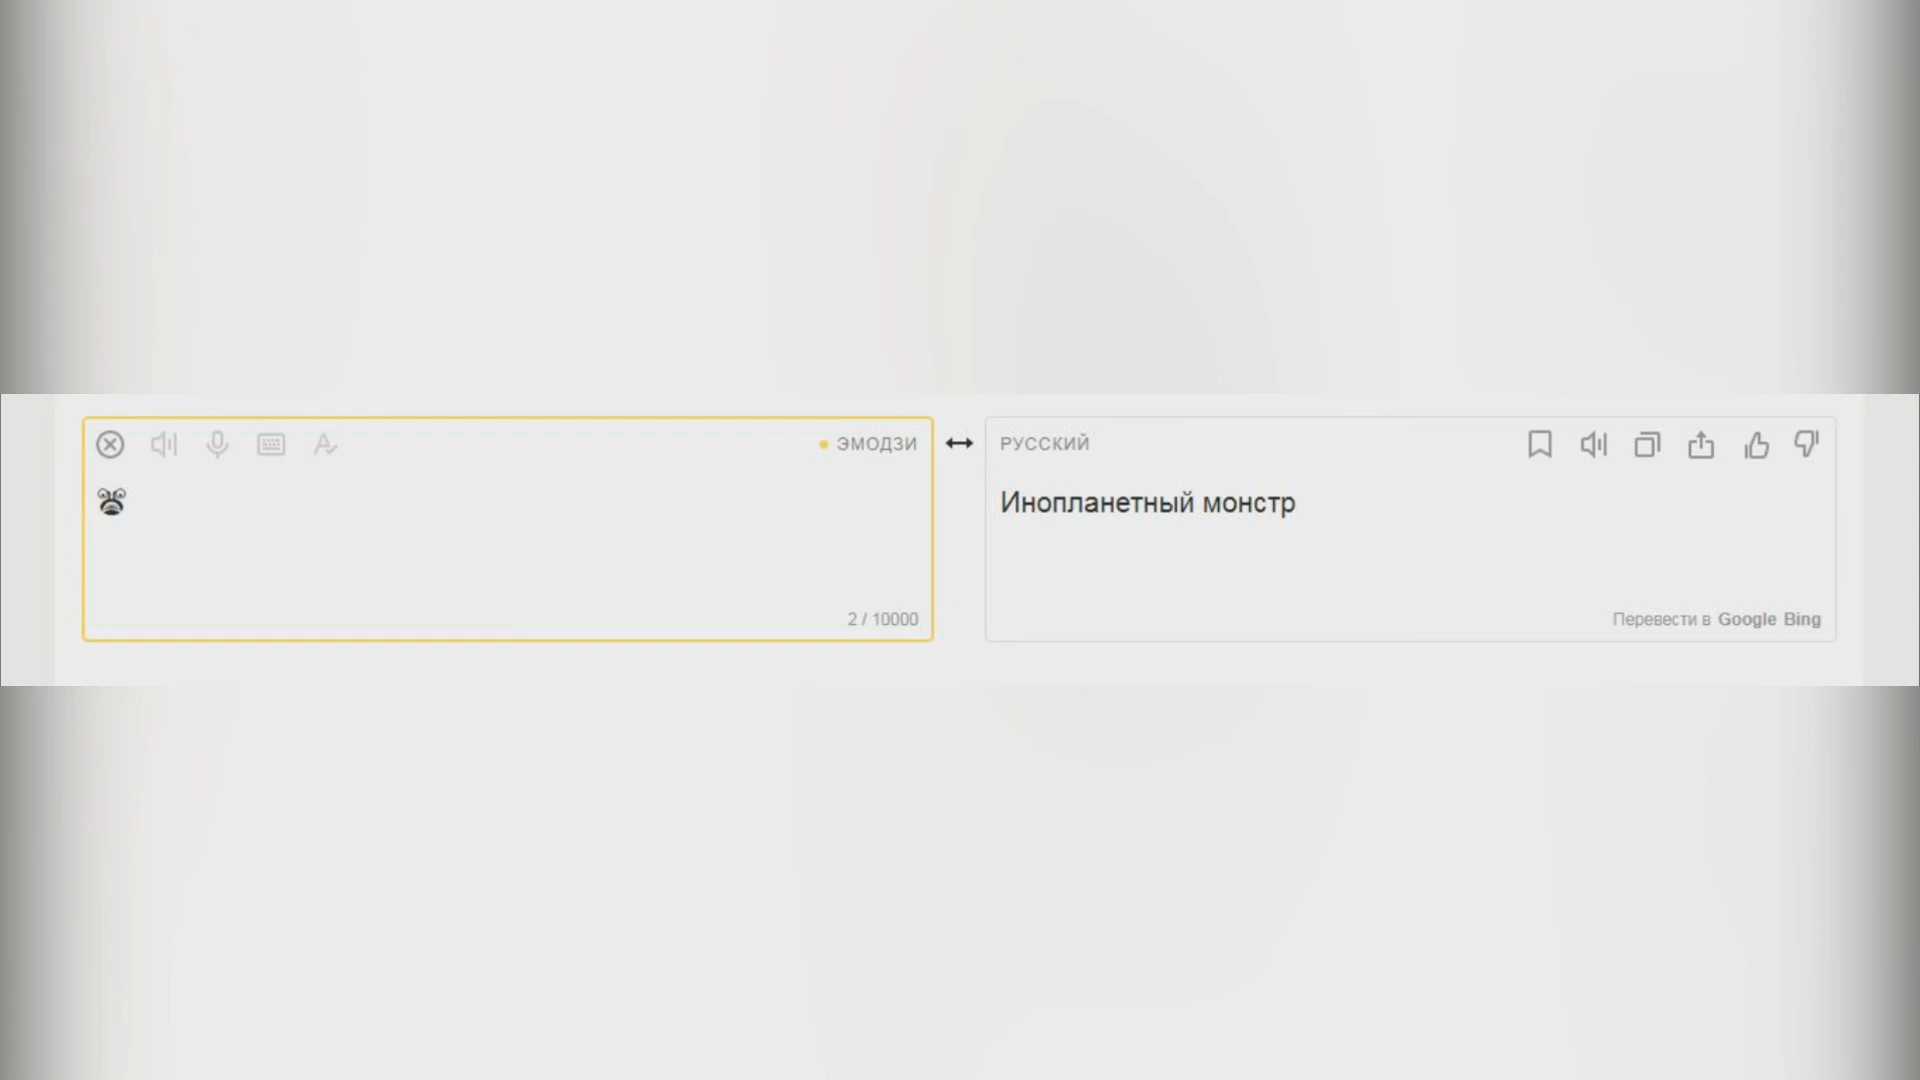 ЭМОДЗИ
РУССКИЙ
Инопланетный монстр
2 / 10000
Перевести в Google Bing